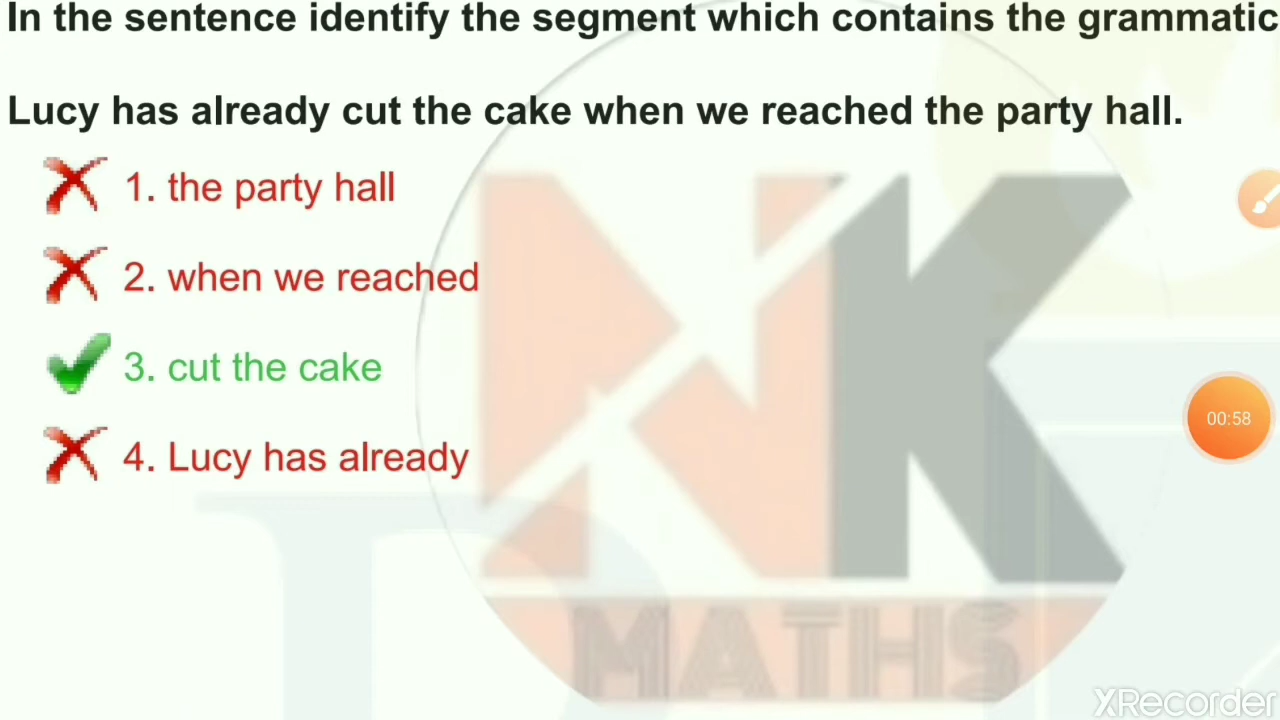 In the sentence identify the segment which contains the grammatic
Lucy has already cut the cake when we reached the party hall.
1. the party hall
2. when we reached
3. cut the cake
4. Lucy has already
00:58
NK
MATHS
XRecorder